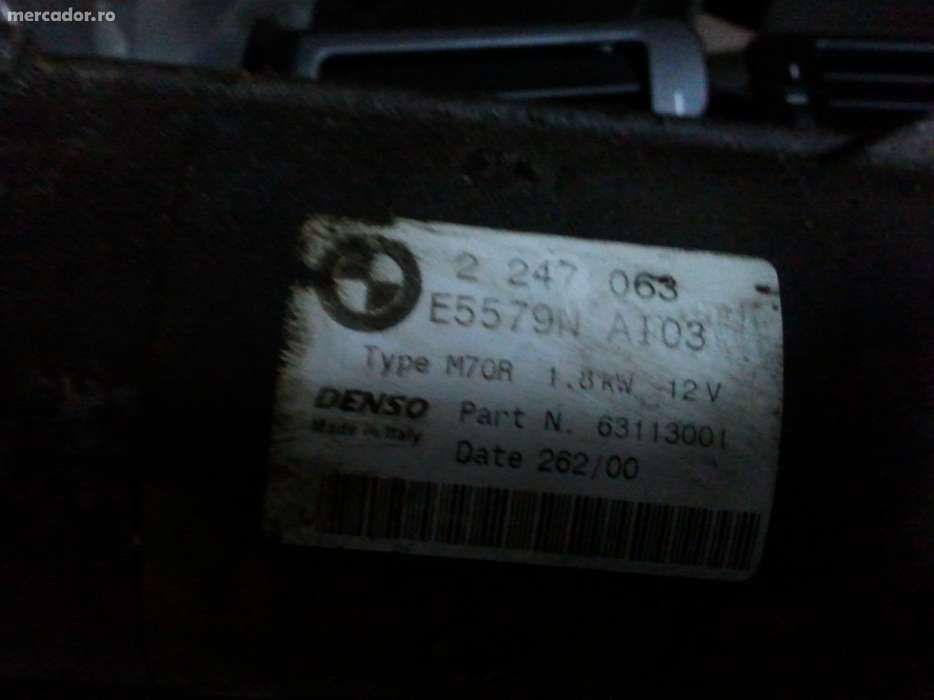 mercador.ro
2 247 063
E5579N AI03
Type M70R 1.8kW 12V
DENSO Part N. 63113001
Made in Italy
Date 262/00